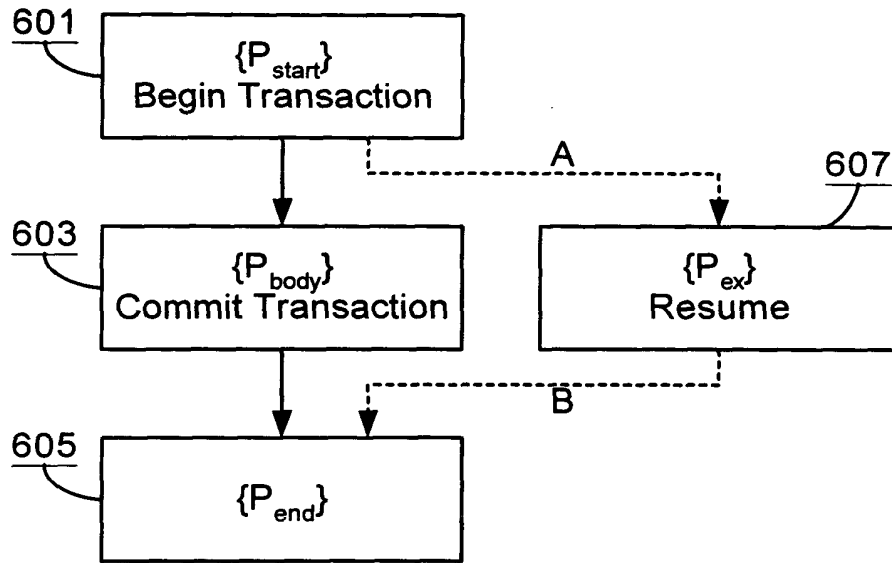 601
{P_start}
Begin Transaction
A
607
603
{P_body}
Commit Transaction
{P_ex}
Resume
B
605
{P_end}